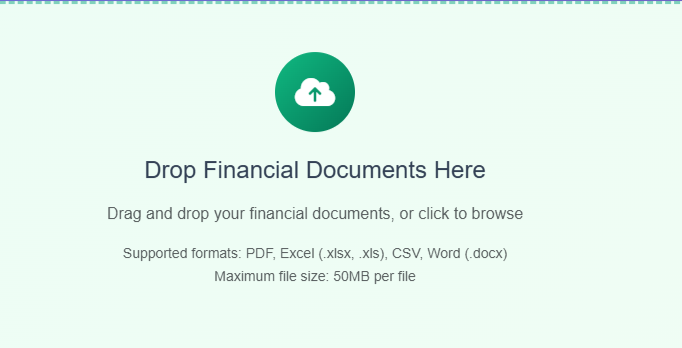 Drop Financial Documents Here
Drag and drop your financial documents, or click to browse
Supported formats: PDF, Excel (.xlsx, .xls), CSV, Word (.docx)
Maximum file size: 50MB per file